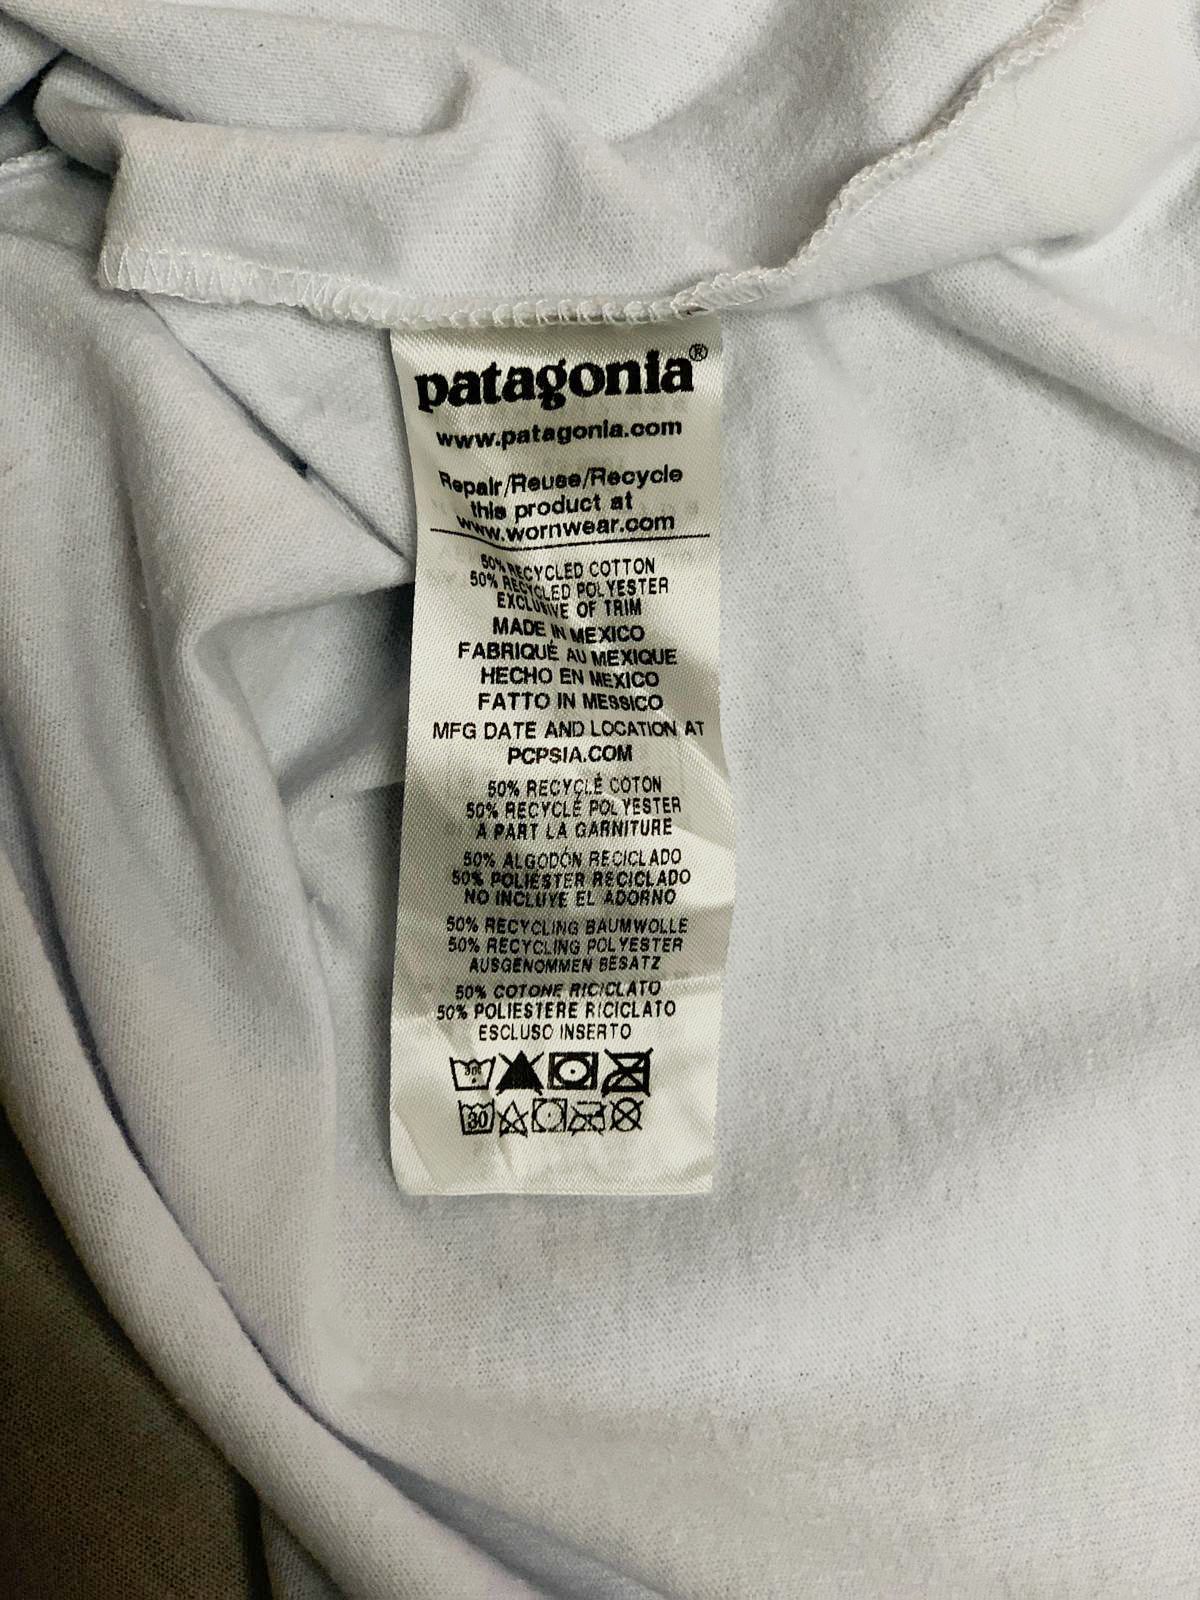 patagonia®
www.patagonia.com
Repair/Reuse/Recycle
this product at
www.wornwear.com
50% RECYCLED COTTON
50% RECYCLED POLYESTER
EXCLUSIVE OF TRIM
MADE IN MEXICO
FABRIQUÉ AU MEXIQUE
HECHO EN MEXICO
FATTO IN MESSICO
MFG DATE AND LOCATION AT
PCPSIA.COM
50% RECYCLÉ COTON
50% RECYCLÉ POLYESTER
A PART LA GARNITURE
50% ALGODÓN RECICLADO
50% POLIÉSTER RECICLADO
NO INCLUYE EL ADORNO
50% RECYCLING BAUMWOLLE
50% RECYCLING POLYESTER
AUSGENOMMEN BESATZ
50% COTONE RICICLATO
50% POLIESTERE RICICLATO
ESCLUSO INSERTO
30